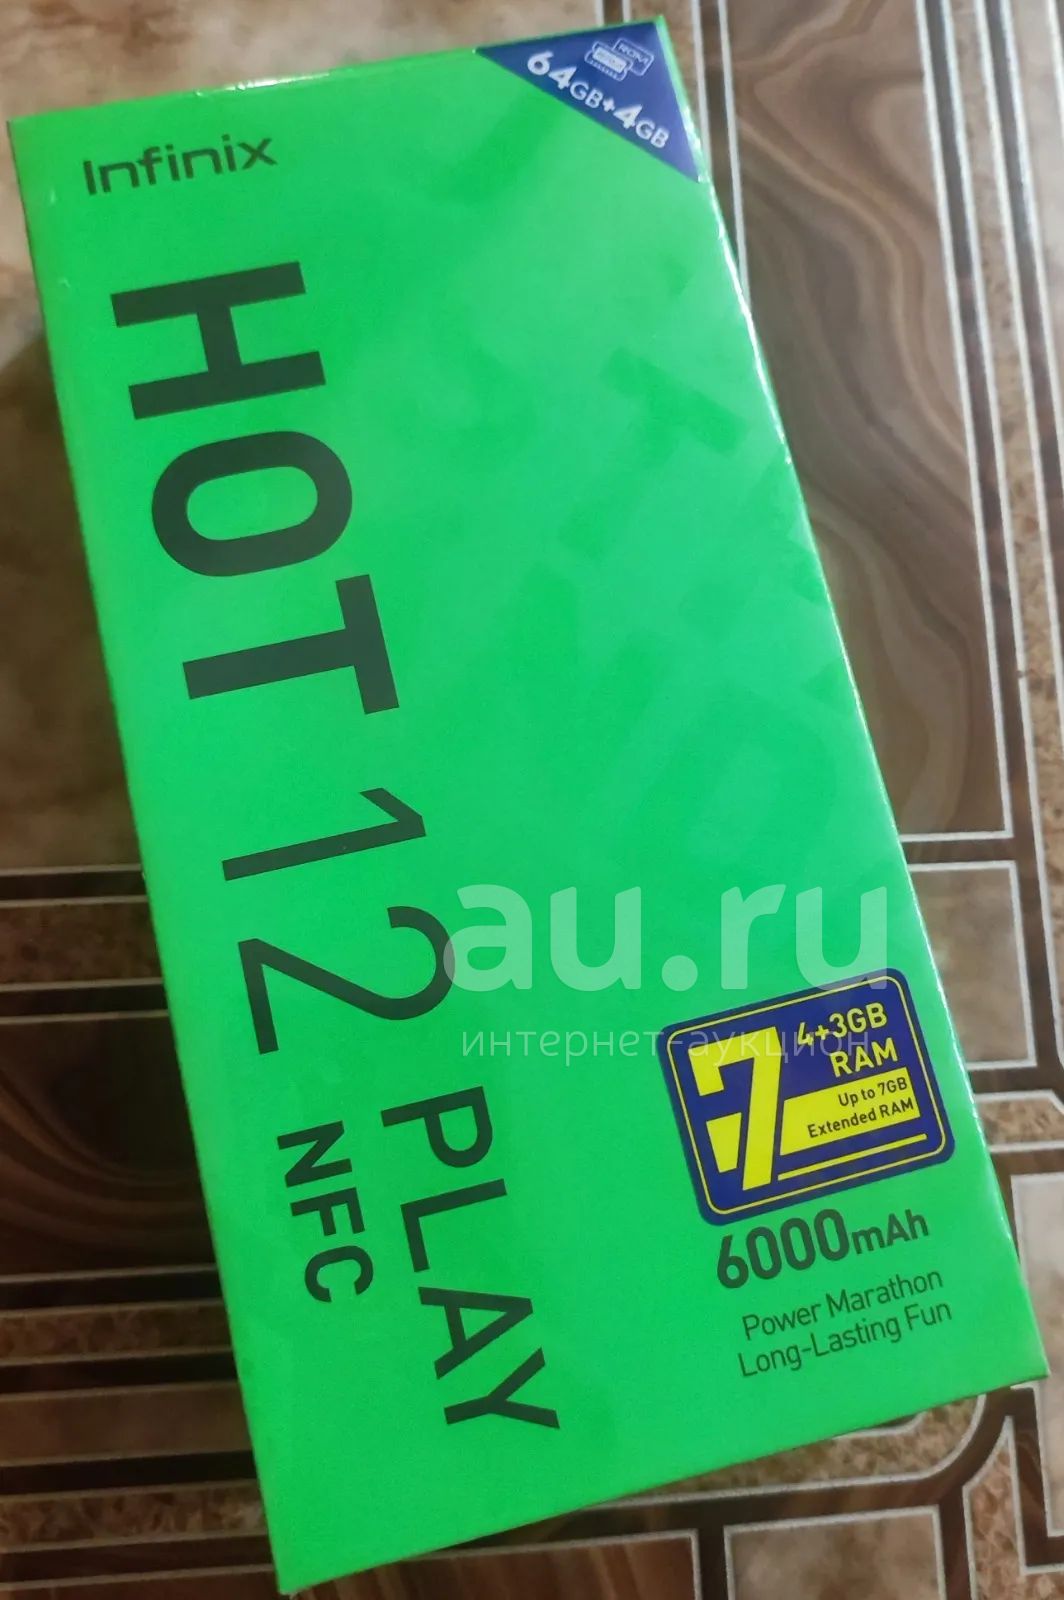 Infinix
ROM
64GB+4GB
HOT 12 PLAY
NFC
au.ru
интернет-аукцион
7
4+3GB
RAM
Up to 7GB
Extended RAM
6000mAh
Power Marathon
Long-Lasting Fun